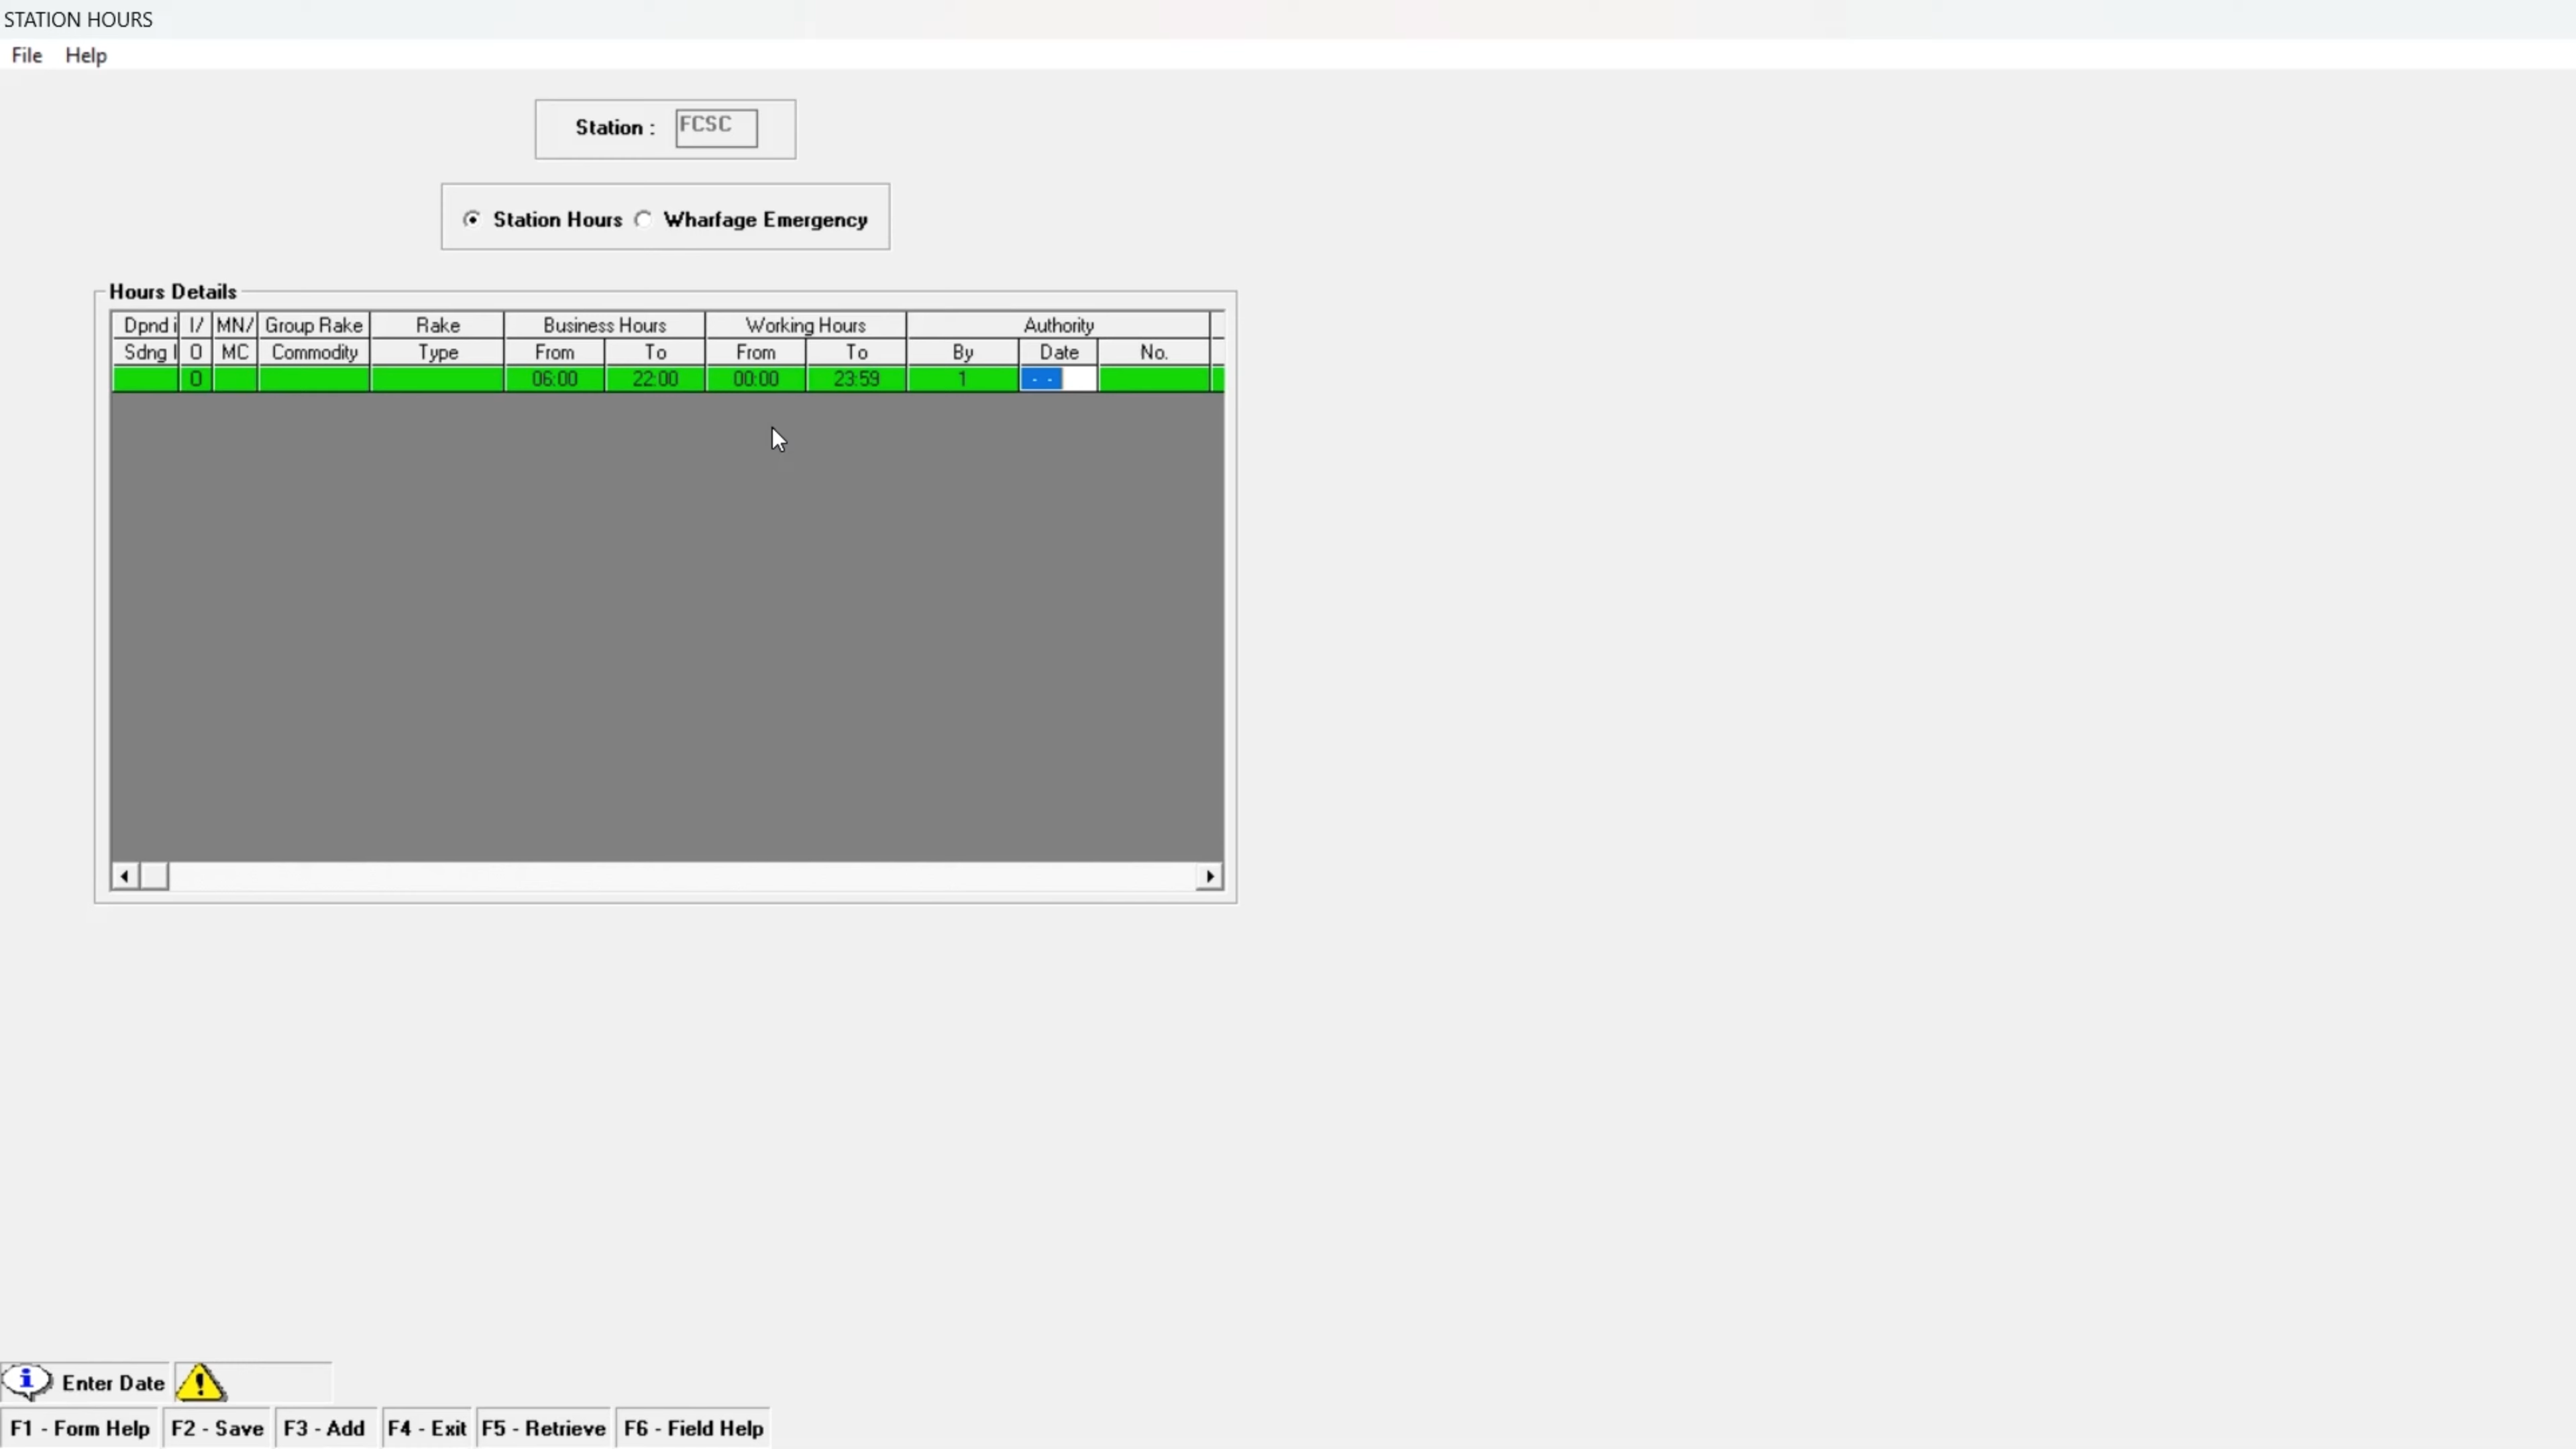 STATION HOURS
File Help
Station : FCSC
Station Hours Wharfage Emergency
Hours Details
Dpnd i I/ MN/ Group Rake Rake Business Hours Working Hours Authority
Sdng I O MC Commodity Type From To From To By Date No.
O 06:00 22:00 00:00 23:59 1 - -
Enter Date
F1 - Form Help F2 - Save F3 - Add F4 - Exit F5 - Retrieve F6 - Field Help